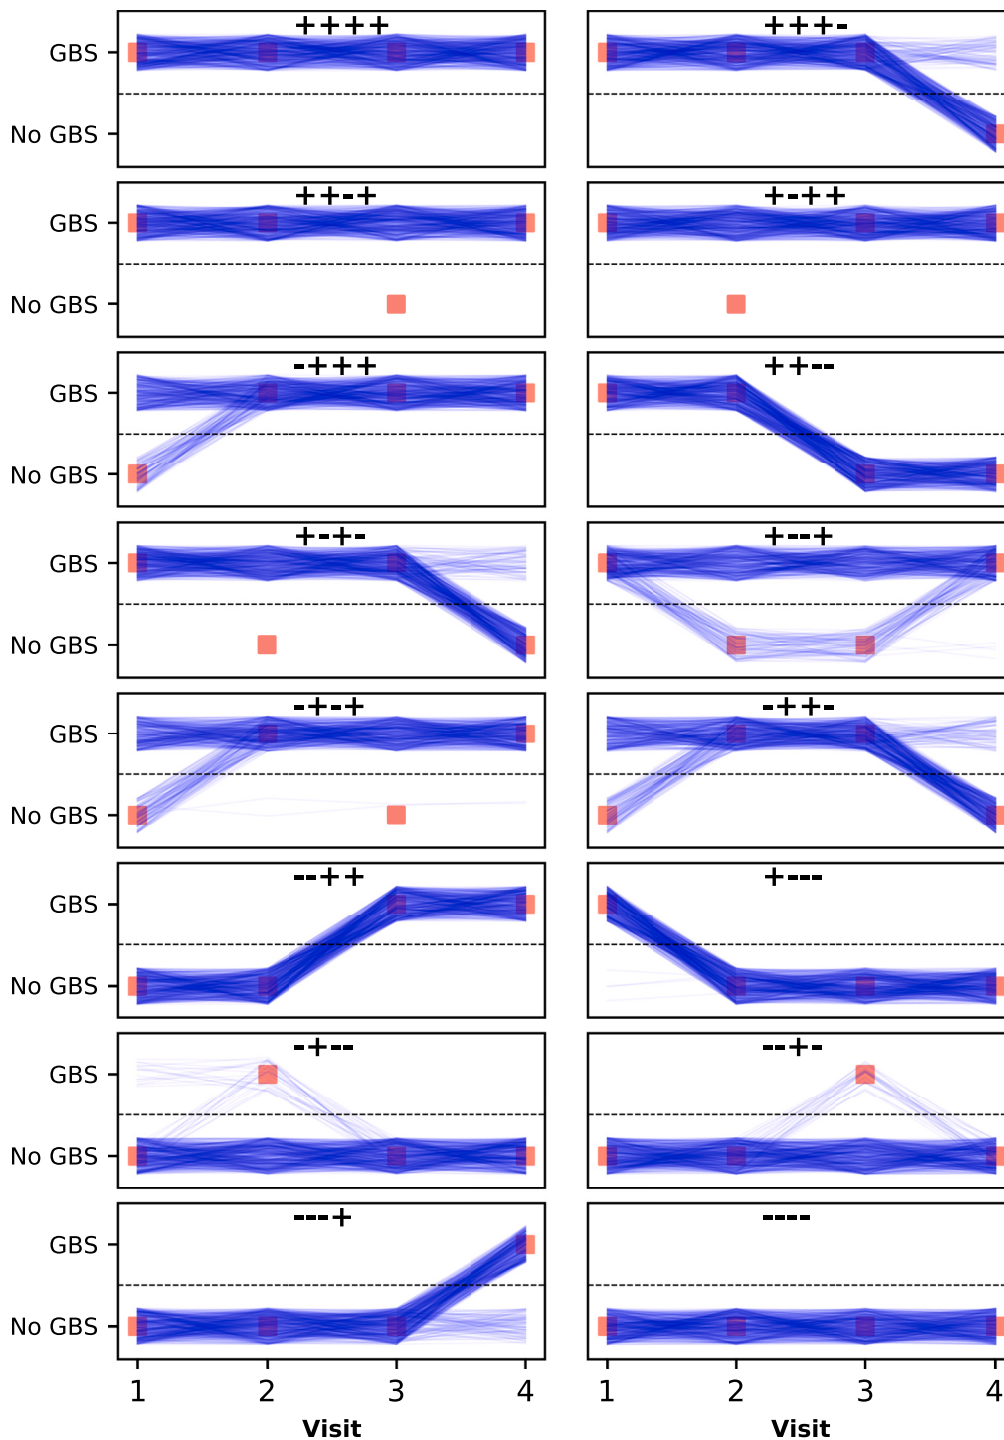 ++++ +++-
GBS
No GBS
++-+ +-++
GBS
No GBS
-+++ ++--
GBS
No GBS
+-+- +--+
GBS
No GBS
-+-+ -++-
GBS
No GBS
--++ +---
GBS
No GBS
-+-- --+-
GBS
No GBS
---+ ----
GBS
No GBS
1 2 3 4 1 2 3 4
Visit Visit